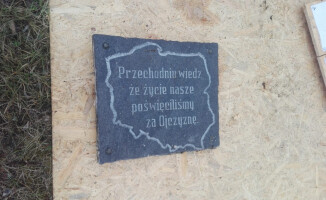 Przechodniu wiedz
że życie nasze
poświęciliśmy
za Ojczyznę